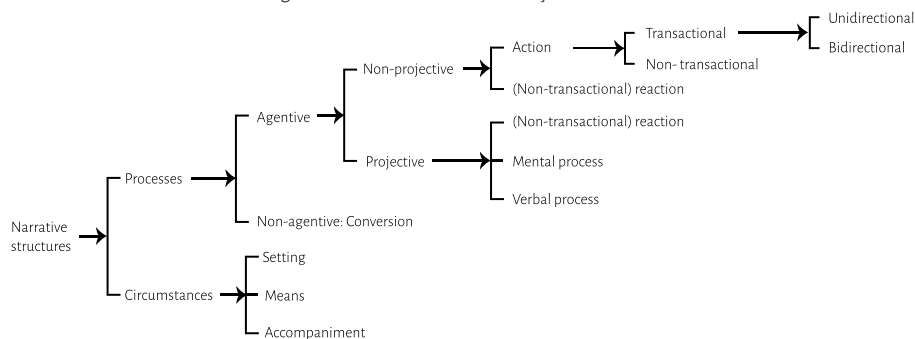 Unidirectional
Transactional
Bidirectional
Action
Non- transactional
Non-projective
(Non-transactional) reaction
Agentive
(Non-transactional) reaction
Projective
Mental process
Verbal process
Processes
Non-agentive: Conversion
Narrative
structures
Setting
Circumstances
Means
Accompaniment